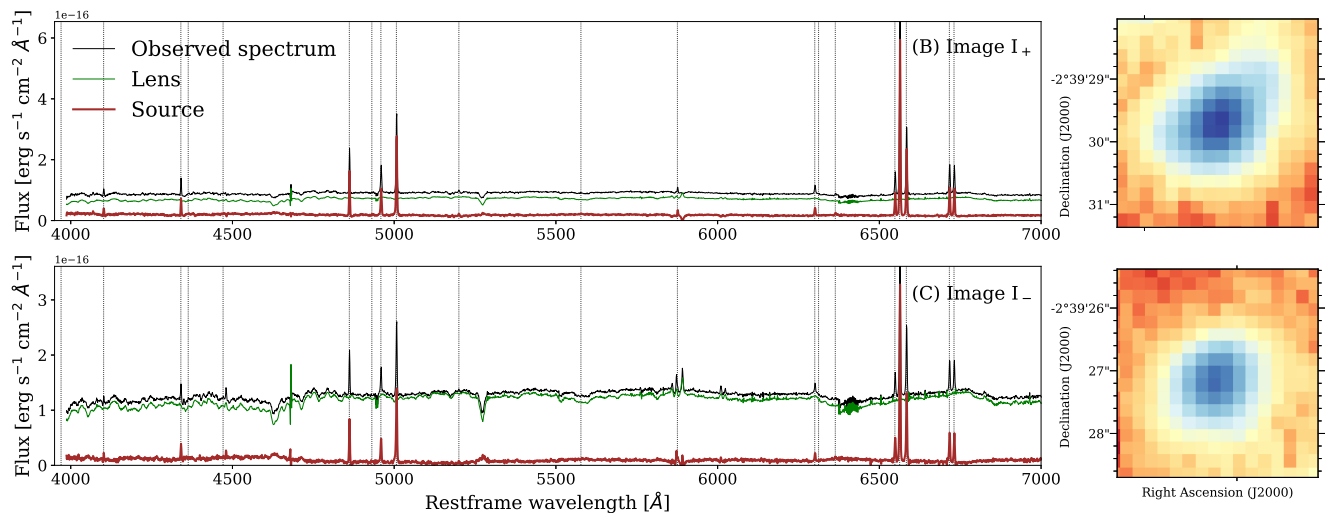 1e−16
Flux [erg s⁻¹ cm⁻² Å⁻¹]
6
4
2
0
Observed spectrum
Lens
Source
(B) Image I₊
4000 4500 5000 5500 6000 6500 7000
Declination (J2000)
-2°39'29"
30"
31"
1e−16
Flux [erg s⁻¹ cm⁻² Å⁻¹]
3
2
1
0
(C) Image I₋
4000 4500 5000 5500 6000 6500 7000
Restframe wavelength [Å]
Declination (J2000)
-2°39'26"
27"
28"
Right Ascension (J2000)